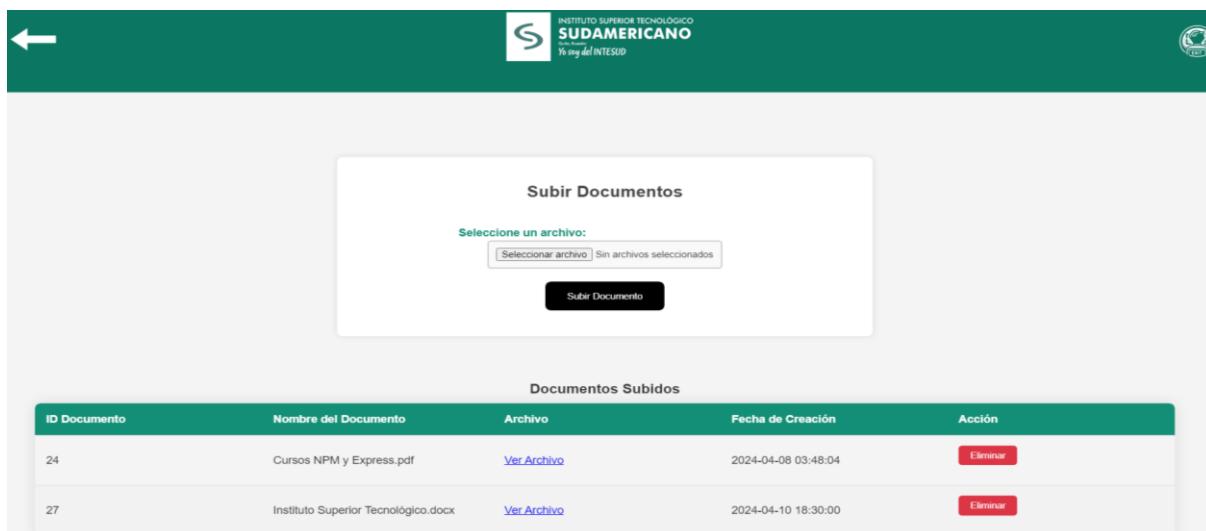 INSTITUTO SUPERIOR TECNOLÓGICO
SUDAMERICANO
Yo soy del INTESUD
Subir Documentos
Seleccione un archivo:
Seleccionar archivo Sin archivos seleccionados
Subir Documento
Documentos Subidos
ID Documento Nombre del Documento Archivo Fecha de Creación Acción
24 Cursos NPM y Express.pdf Ver Archivo 2024-04-08 03:48:04 Eliminar
27 Instituto Superior Tecnológico.docx Ver Archivo 2024-04-10 18:30:00 Eliminar